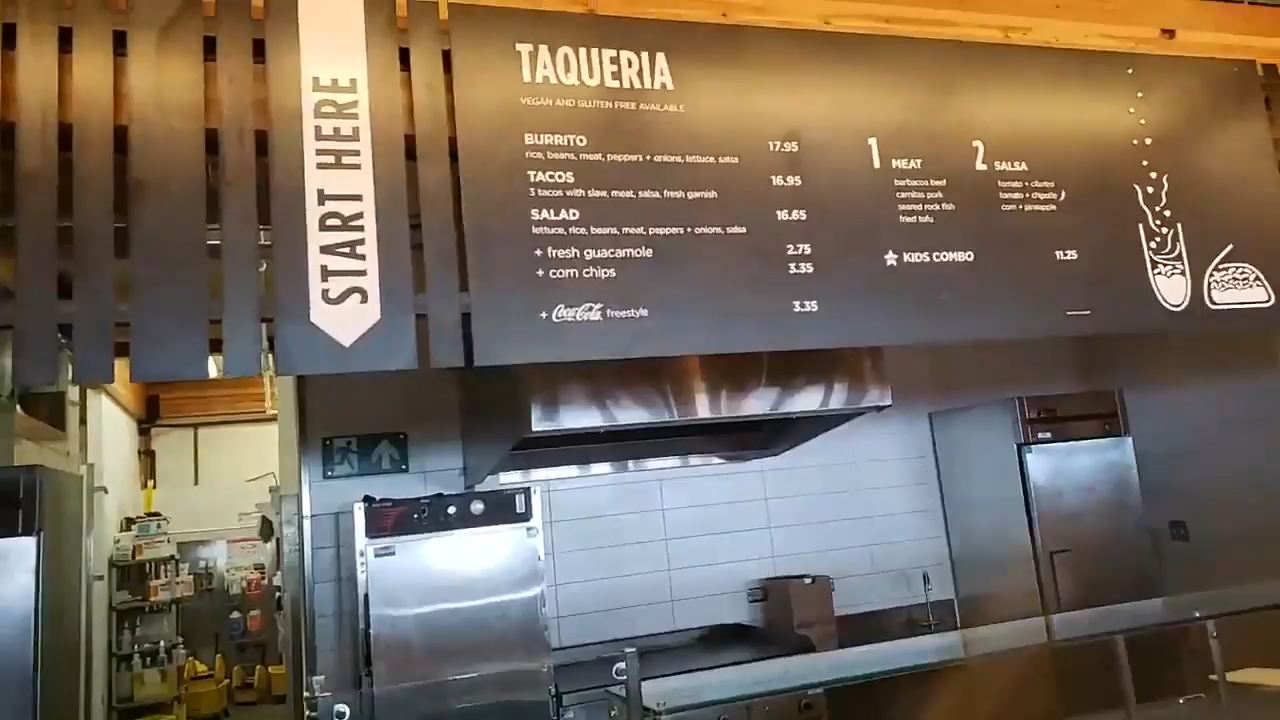 START HERE
TAQUERIA
VEGAN AND GLUTEN FREE AVAILABLE
BURRITO 17.95
rice, beans, meat, peppers + onions, lettuce, salsa
TACOS 16.95
3 tacos with slaw, meat, salsa, fresh garnish
SALAD 16.65
lettuce, rice, beans, meat, peppers + onions, salsa
+ fresh guacamole 2.75
+ corn chips 3.35
+ Coca-Cola freestyle 3.35
1 MEAT
barbacoa beef
carnitas pork
seared rock fish
fried tofu
2 SALSA
tomato + cilantro
tomato + chipotle
corn + pineapple
KIDS COMBO 11.25